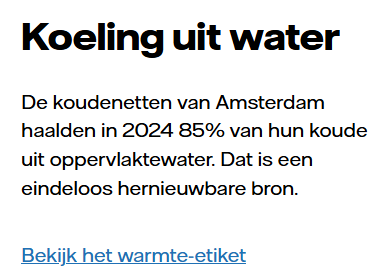 Koeling uit water
De koudenetten van Amsterdam
haalden in 2024 85% van hun koude
uit oppervlaktewater. Dat is een
eindeloos hernieuwbare bron.
Bekijk het warmte-etiket